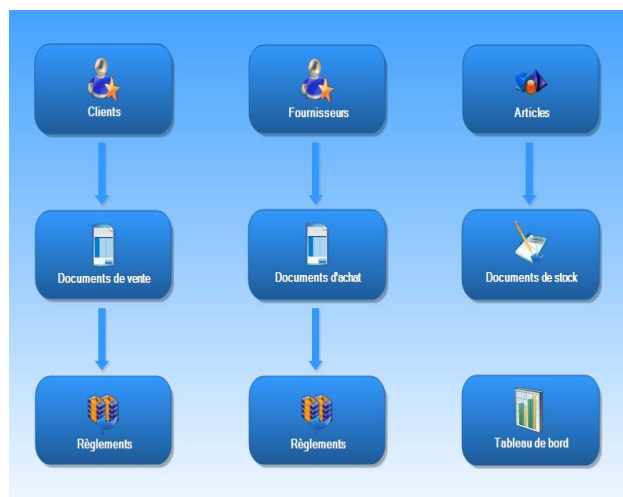 Clients
Fournisseurs
Articles
Documents de vente
Documents d'achat
Documents de stock
Règlements
Règlements
Tableau de bord